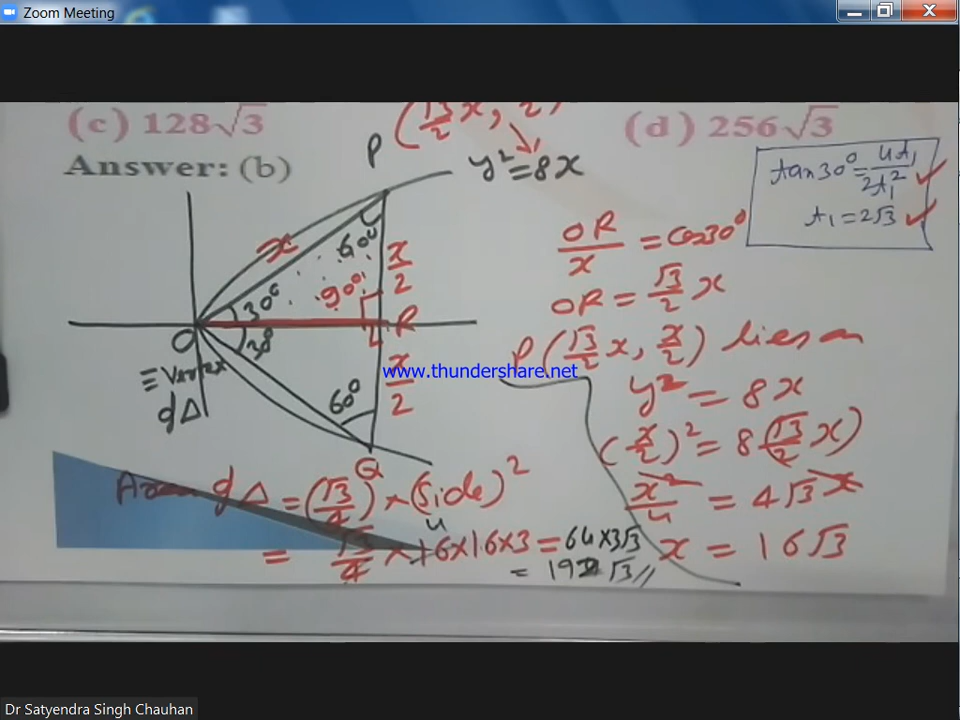 Zoom Meeting
(c) 128√3
(d) 256√3
Answer: (b)
P (√3/2 x,
y² = 8x
tan30° = 4t₁/2t₁²
t₁ = 2√3
x
60°
x/2
30°
90°
O
R
30
≡ Vertex
of Δ
60°
x/2
Q
OR/x = cos30°
OR = √3/2 x
P (√3/2 x, x/2) lies on
y² = 8x
(x/2)² = 8(√3/2 x)
x²/4 = 4√3 x
x = 16√3
www.thundershare.net
Area of Δ = (√3/4) × (Side)²
= √3/4 × 16 × 16 × 3 = 64 × 3√3
4
= 192√3 //
Dr Satyendra Singh Chauhan